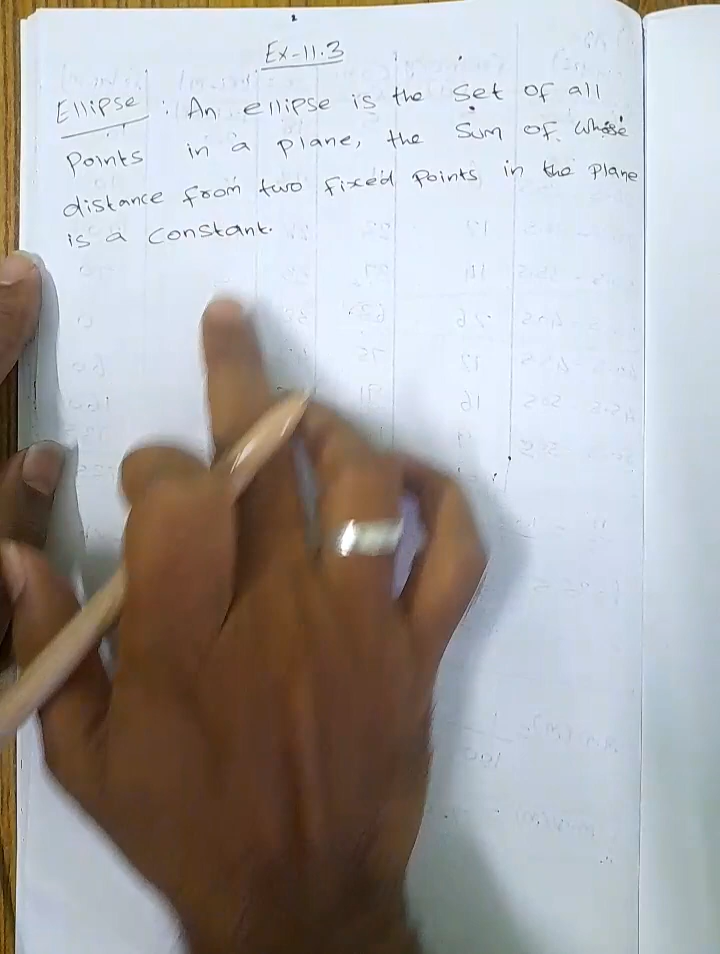 Ex-11.3
Ellipse : An ellipse is the set of all
points in a plane, the sum of whose
distance from two fixed points in the plane
is a constant.